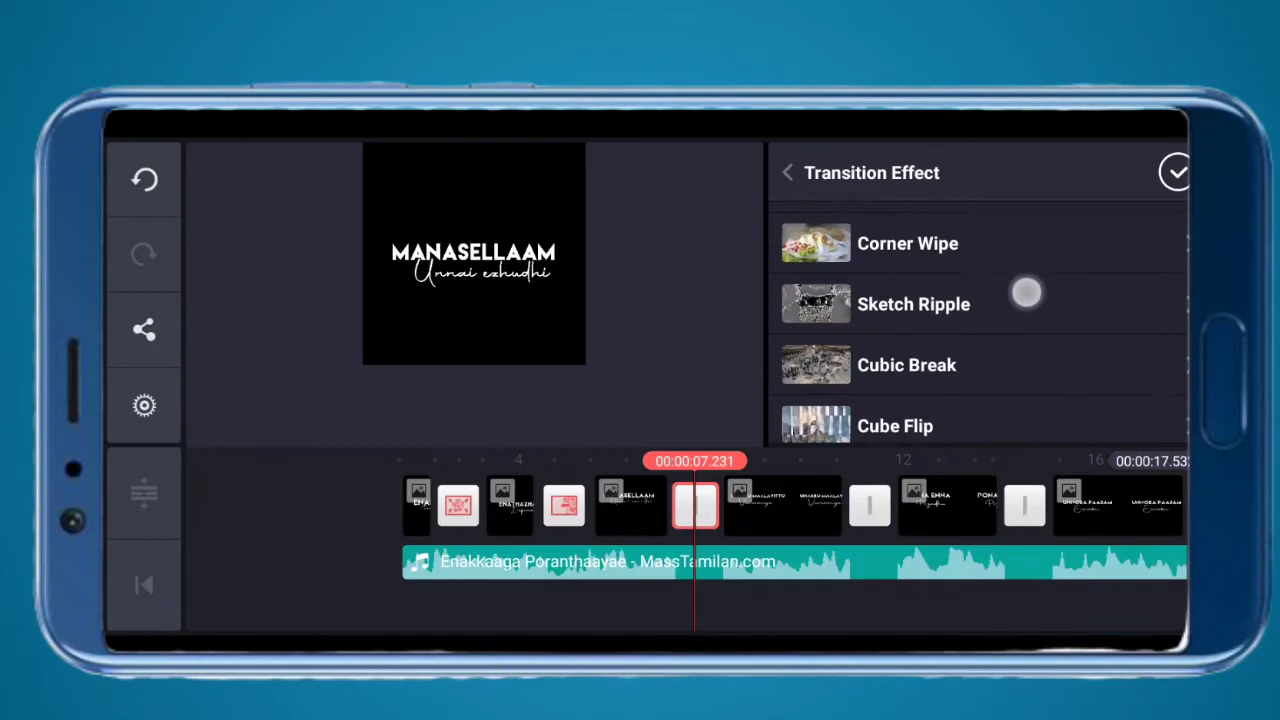 Transition Effect
MANASELLAAM
Unnai ezhudhi
Corner Wipe
Sketch Ripple
Cubic Break
Cube Flip
00:00:07.231
4
12
16
00:00:17.53
Enakkaaga Poranthaayae - MassTamilan.com